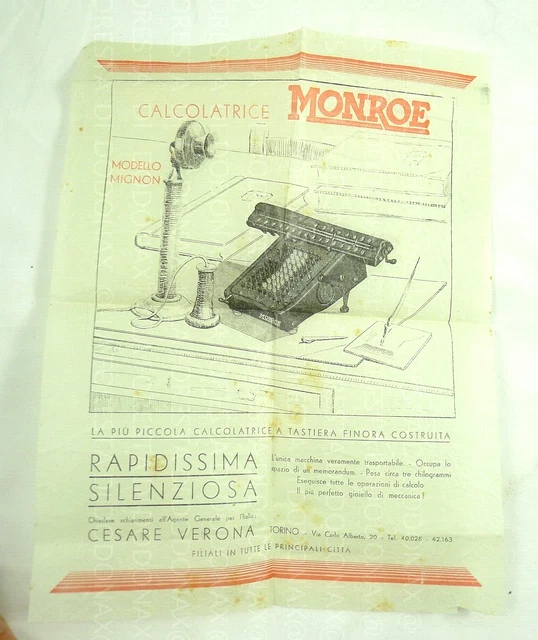 CALCOLATRICE MONROE
MODELLO
MIGNON
MONROE
LA PIÙ PICCOLA CALCOLATRICE A TASTIERA FINORA COSTRUITA
RAPIDISSIMA
SILENZIOSA
L'unica macchina veramente trasportabile. - Occupa lo
spazio di un memorandum. - Pesa circa tre chilogrammi
Eseguisce tutte le operazioni di calcolo
Il più perfetto gioiello di meccanica!
Chiedere schiarimenti all'Agente Generale per l'Italia:
CESARE VERONA TORINO - Via Carlo Alberto, 20 - Tel. 40.028 - 42.163
FILIALI IN TUTTE LE PRINCIPALI CITTÀ